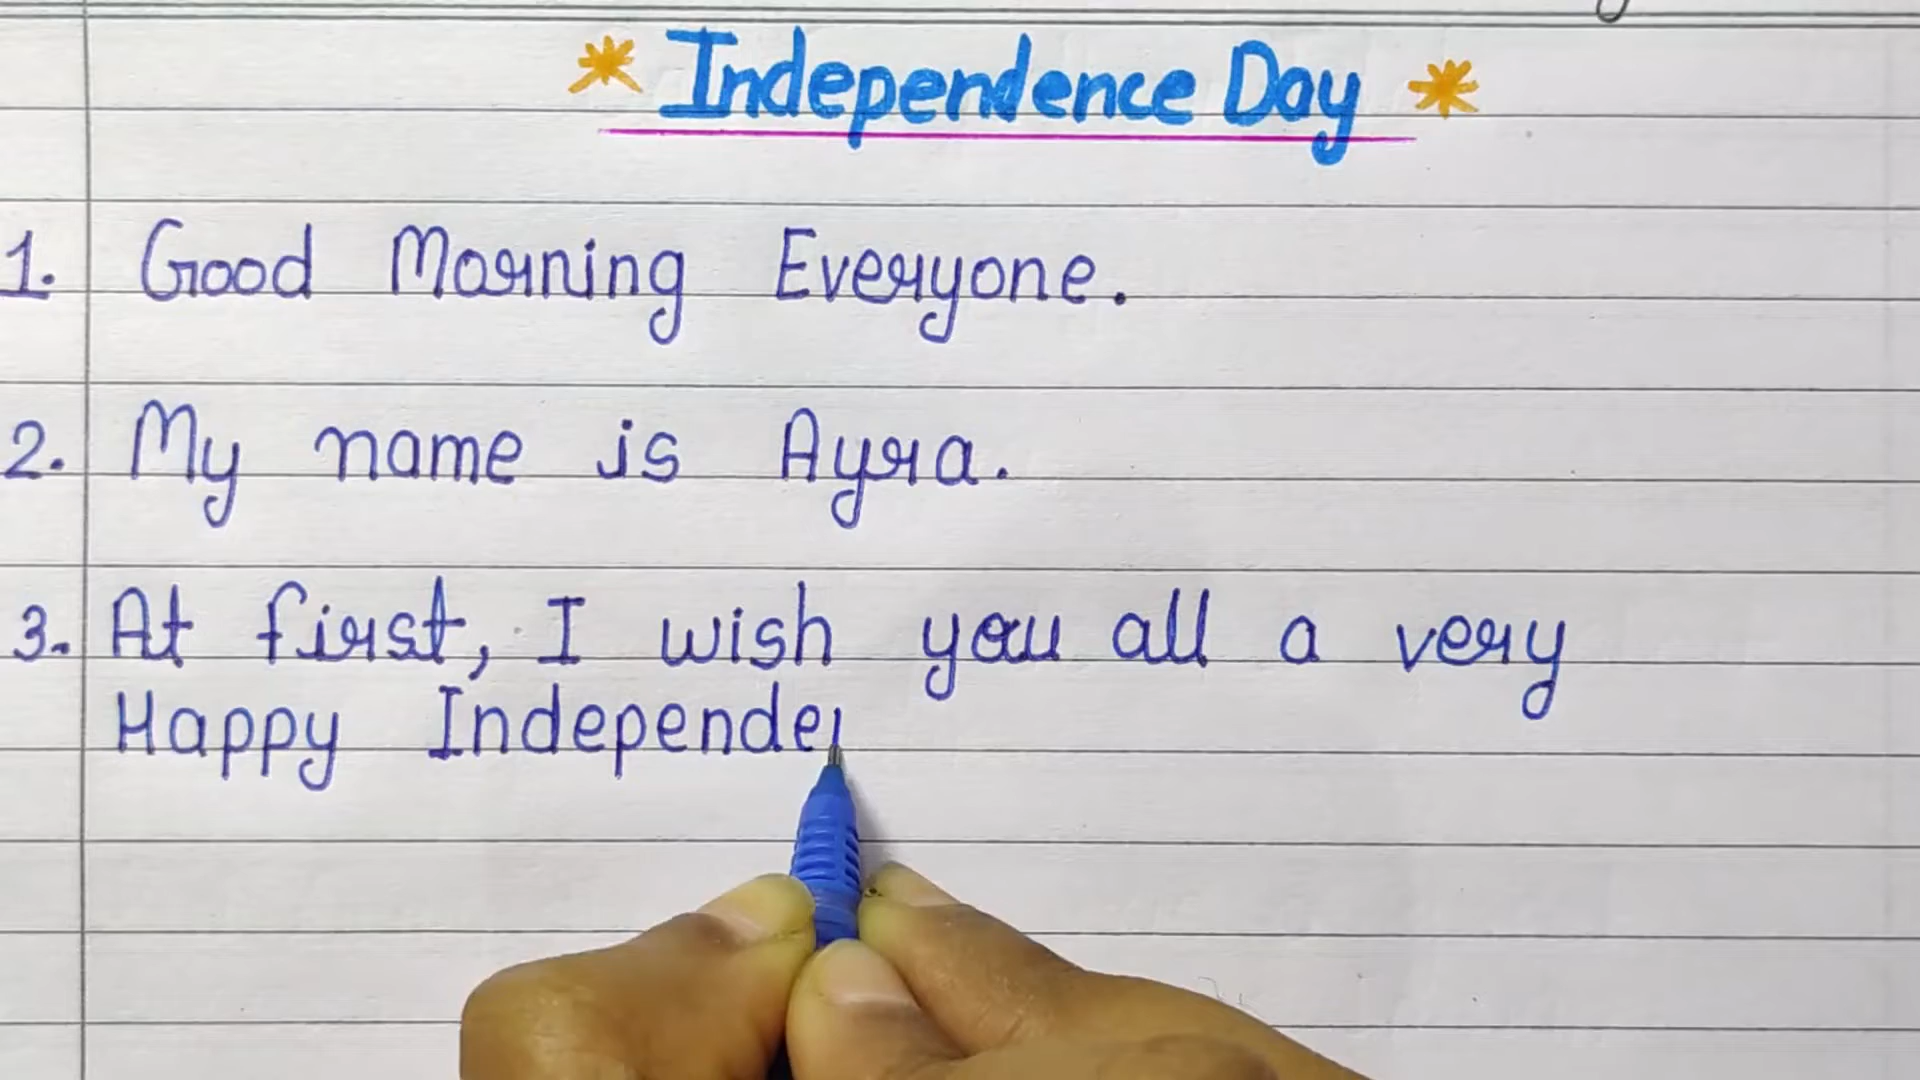 * Independence Day *
1. Good Morning Everyone.
2. My name is Ayra.
3. At first, I wish you all a very
Happy Independe